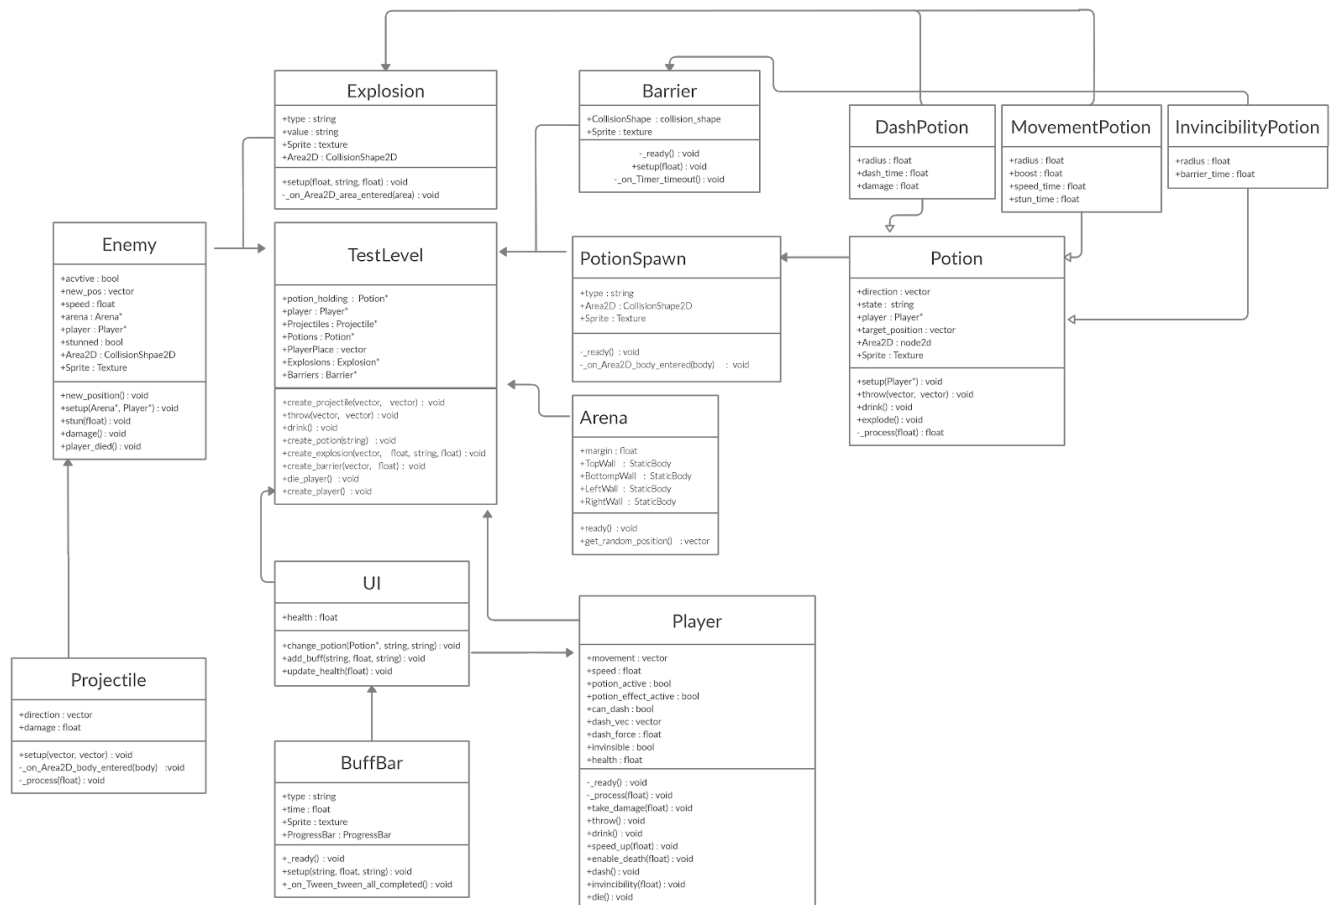 Explosion
+type : string
+value : string
+Sprite : texture
+Area2D : CollisionShape2D
+setup(float, string, float) : void
-_on_Area2D_area_entered(area) : void
Barrier
+CollisionShape : collision_shape
+Sprite : texture
-_ready() : void
+setup(float) : void
-_on_Timer_timeout() : void
DashPotion
+radius : float
+dash_time : float
+damage : float
MovementPotion
+radius : float
+boost : float
+speed_time : float
+stun_time : float
InvincibilityPotion
+radius : float
+barrier_time : float
Enemy
+acvtive : bool
+new_pos : vector
+speed : float
+arena : Arena*
+player : Player*
+stunned : bool
+Area2D : CollisionShpae2D
+Sprite : Texture
+new_position() : void
+setup(Arena*, Player*) : void
+stun(float) : void
+damage() : void
+player_died() : void
TestLevel
+potion_holding : Potion*
+player : Player*
+Projectiles : Projectile*
+Potions : Potion*
+PlayerPlace : vector
+Explosions : Explosion*
+Barriers : Barrier*
+create_projectile(vector, vector) : void
+throw(vector, vector) : void
+drink() : void
+create_potion(string) : void
+create_explosion(vector, float, string, float) : void
+create_barrier(vector, float) : void
+die_player() : void
+create_player() : void
PotionSpawn
+type : string
+Area2D : CollisionShape2D
+Sprite : Texture
-_ready() : void
-_on_Area2D_body_entered(body) : void
Potion
+direction : vector
+state : string
+player : Player*
+target_position : vector
+Area2D : node2d
+Sprite : Texture
+setup(Player*) : void
+throw(vector, vector) : void
+drink() : void
+explode() : void
-_process(float) : float
Arena
+margin : float
+TopWall : StaticBody
+BottompWall : StaticBody
+LeftWall : StaticBody
+RightWall : StaticBody
+ready() : void
+get_random_position() : vector
UI
+health : float
+change_potion(Potion*, string, string) : void
+add_buff(string, float, string) : void
+update_health(float) : void
Player
+movement : vector
+speed : float
+potion_active : bool
+potion_effect_active : bool
+can_dash : bool
+dash_vec : vector
+dash_force : float
+invinsible : bool
+health : float
-_ready() : void
-_process(float) : void
+take_damage(float) : void
+throw() : void
+drink() : void
+speed_up(float) : void
+enable_death(float) : void
+dash() : void
+invincibility(float) : void
+die() : void
Projectile
+direction : vector
+damage : float
+setup(vector, vector) : void
-_on_Area2D_body_entered(body) :void
-_process(float) : void
BuffBar
+type : string
+time : float
+Sprite : texture
+ProgressBar : ProgressBar
+_ready() : void
+setup(string, float, string) : void
+_on_Tween_tween_all_completed() : void